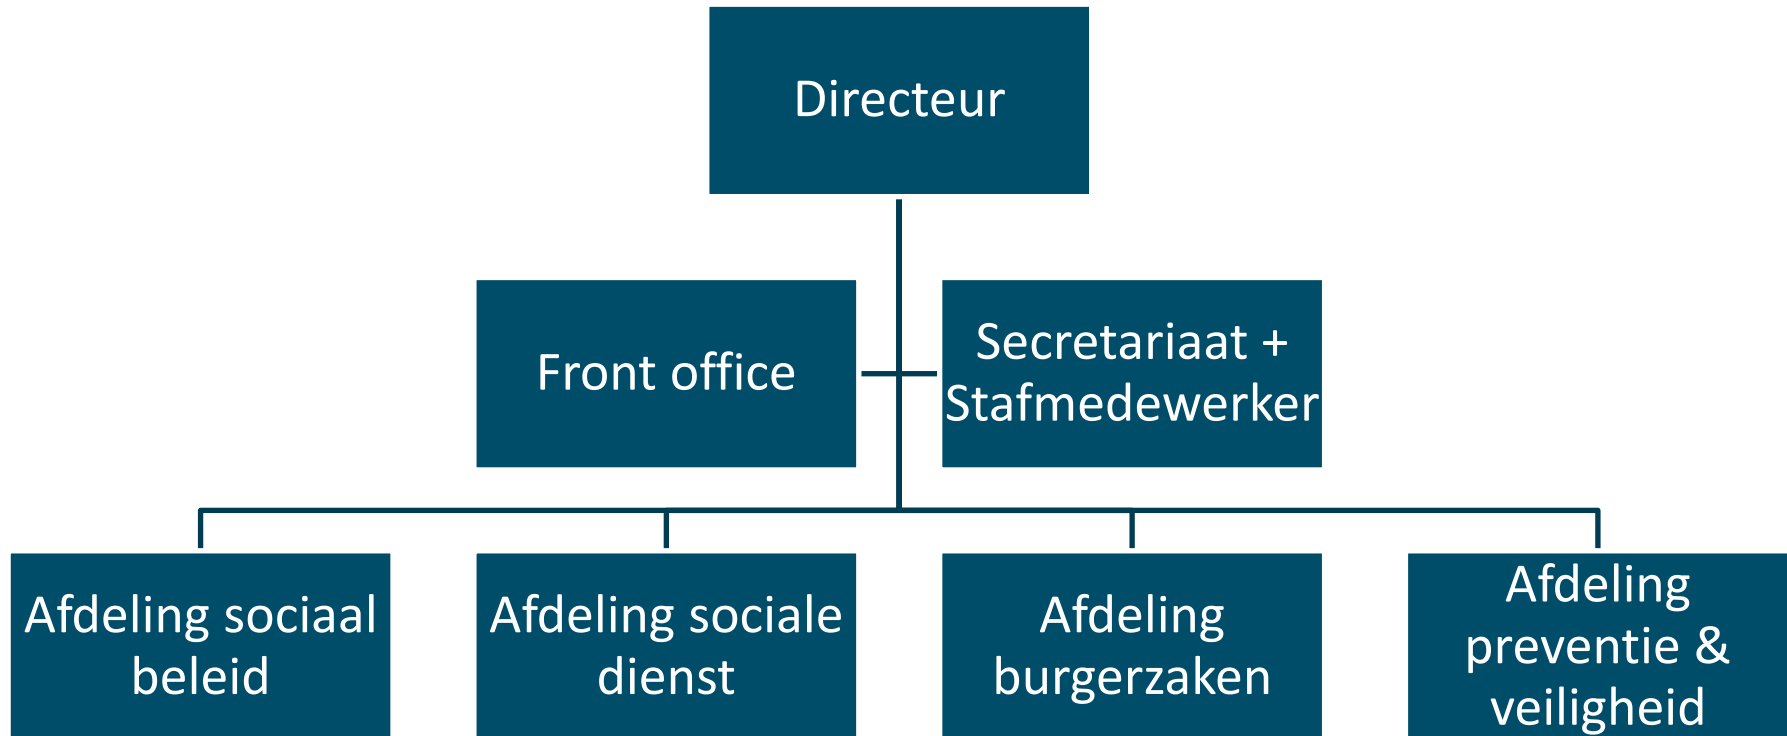 Directeur
Front office
Secretariaat +
Stafmedewerker
Afdeling sociaal
beleid
Afdeling sociale
dienst
Afdeling
burgerzaken
Afdeling
preventie &
veiligheid